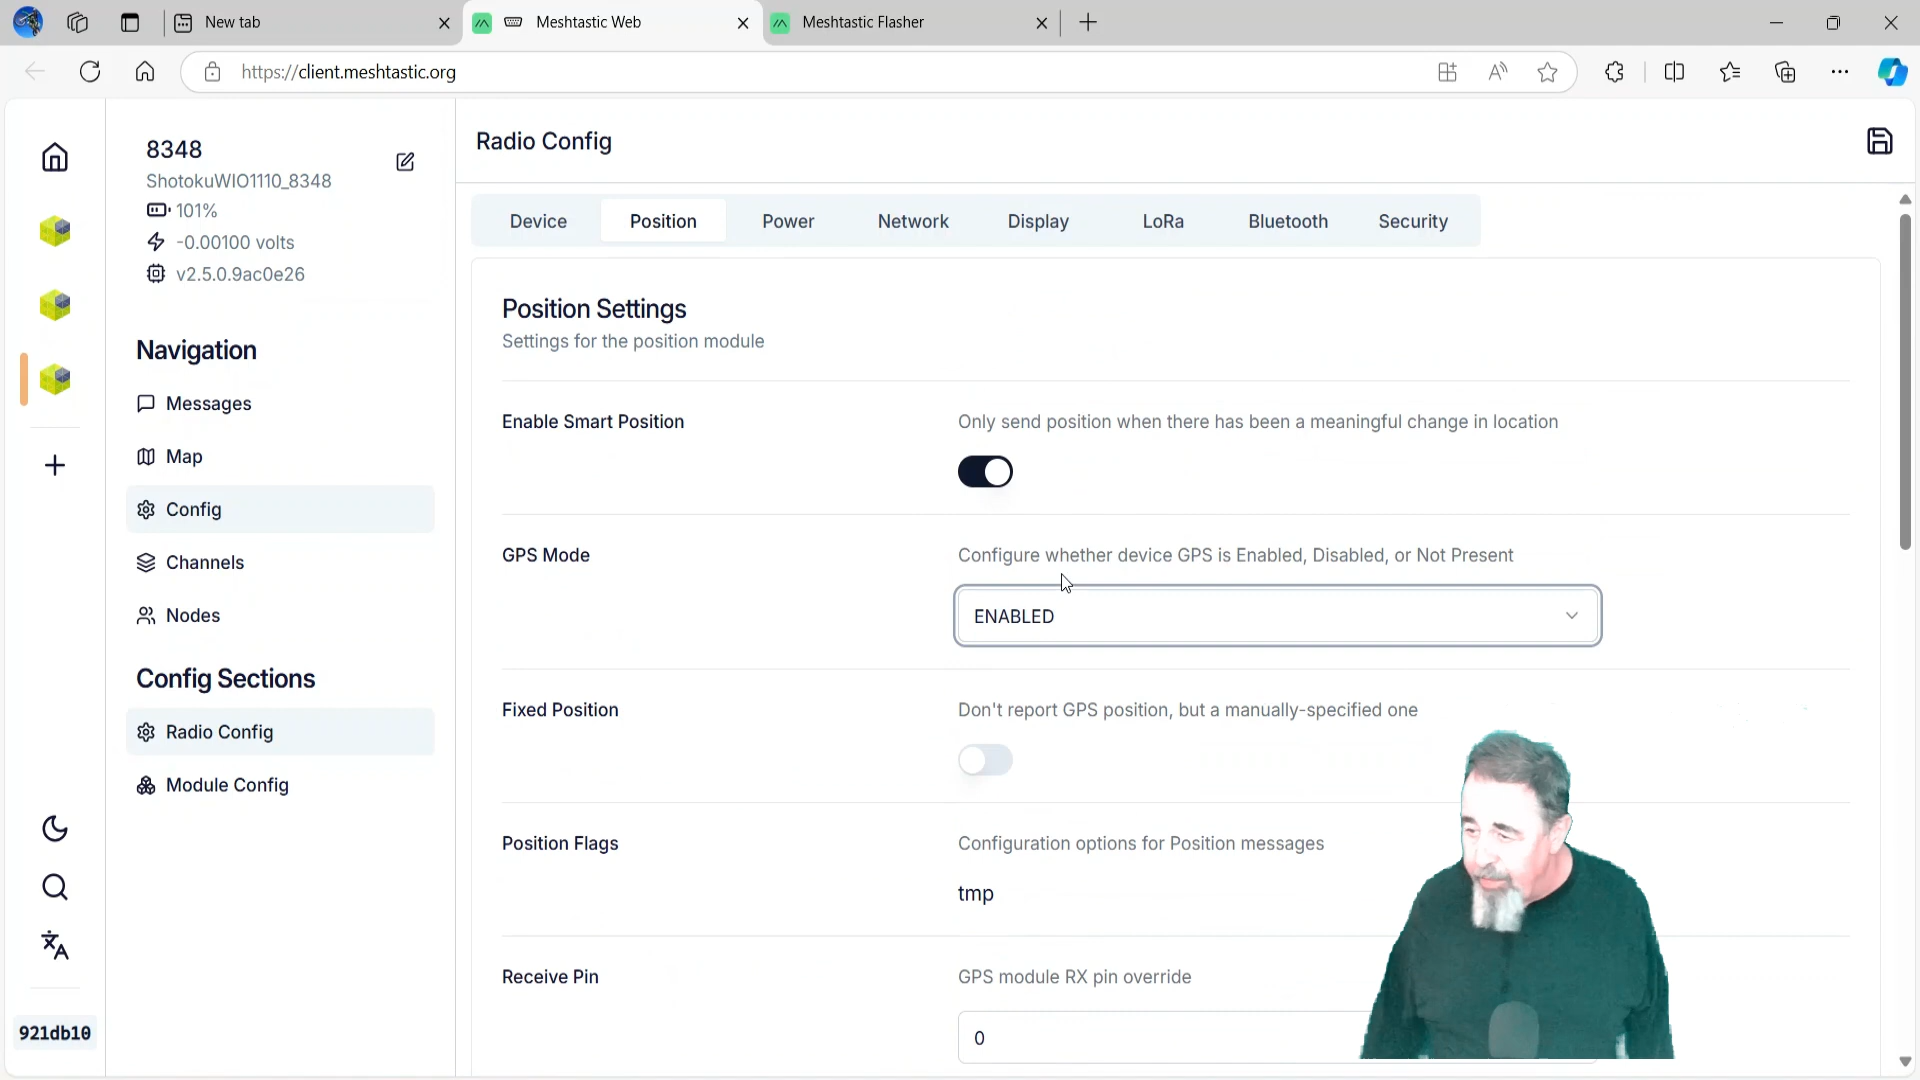 New tab
Meshtastic Web
Meshtastic Flasher
https://client.meshtastic.org
8348
ShotokuWIO1110_8348
101%
-0.00100 volts
v2.5.0.9ac0e26
Navigation
Messages
Map
Config
Channels
Nodes
Config Sections
Radio Config
Module Config
921db10
Radio Config
Device
Position
Power
Network
Display
LoRa
Bluetooth
Security
Position Settings
Settings for the position module
Enable Smart Position
Only send position when there has been a meaningful change in location
GPS Mode
Configure whether device GPS is Enabled, Disabled, or Not Present
ENABLED
Fixed Position
Don't report GPS position, but a manually-specified one
Position Flags
Configuration options for Position messages
tmp
Receive Pin
GPS module RX pin override
0